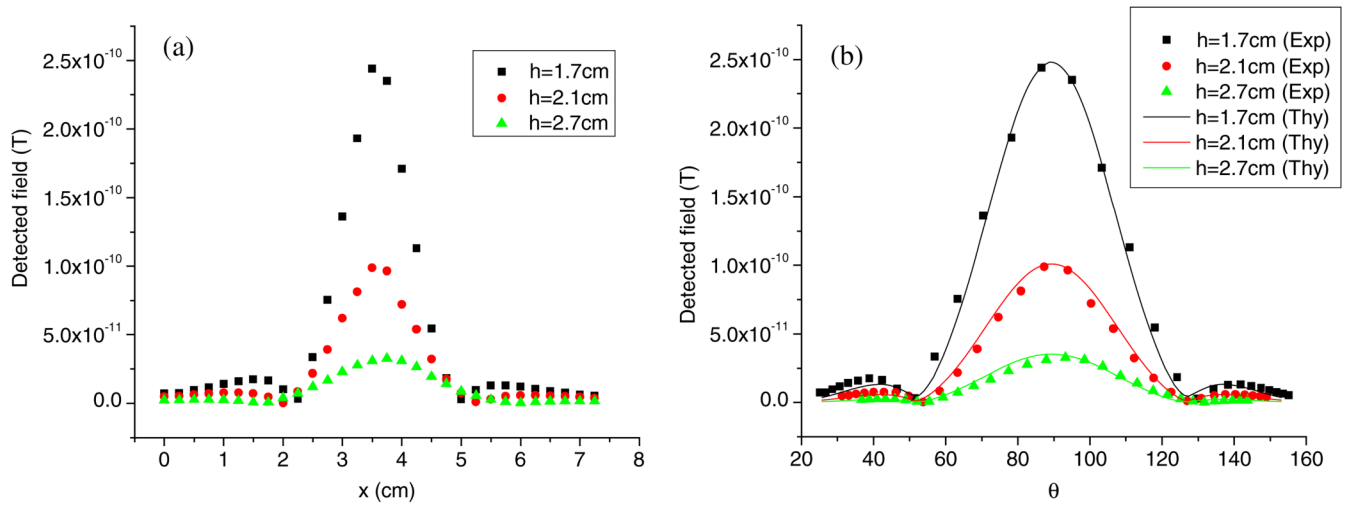 (a)
h=1.7cm
h=2.1cm
h=2.7cm
2.5x10⁻¹⁰
2.0x10⁻¹⁰
1.5x10⁻¹⁰
1.0x10⁻¹⁰
5.0x10⁻¹¹
0.0
Detected field (T)
0 1 2 3 4 5 6 7 8
x (cm)
(b)
h=1.7cm (Exp)
h=2.1cm (Exp)
h=2.7cm (Exp)
h=1.7cm (Thy)
h=2.1cm (Thy)
h=2.7cm (Thy)
2.5x10⁻¹⁰
2.0x10⁻¹⁰
1.5x10⁻¹⁰
1.0x10⁻¹⁰
5.0x10⁻¹¹
0.0
Detected field (T)
20 40 60 80 100 120 140 160
θ